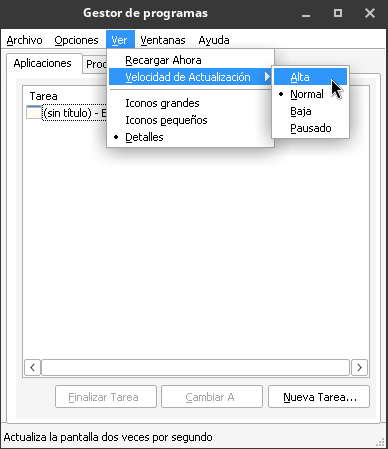 Gestor de programas
Archivo Opciones Ver Ventanas Ayuda
Aplicaciones
Recargar Ahora
Velocidad de Actualización
Iconos grandes
Iconos pequeños
Detalles
Alta
Normal
Baja
Pausado
Tarea
(sin título) -
Finalizar Tarea Cambiar A Nueva Tarea...
Actualiza la pantalla dos veces por segundo